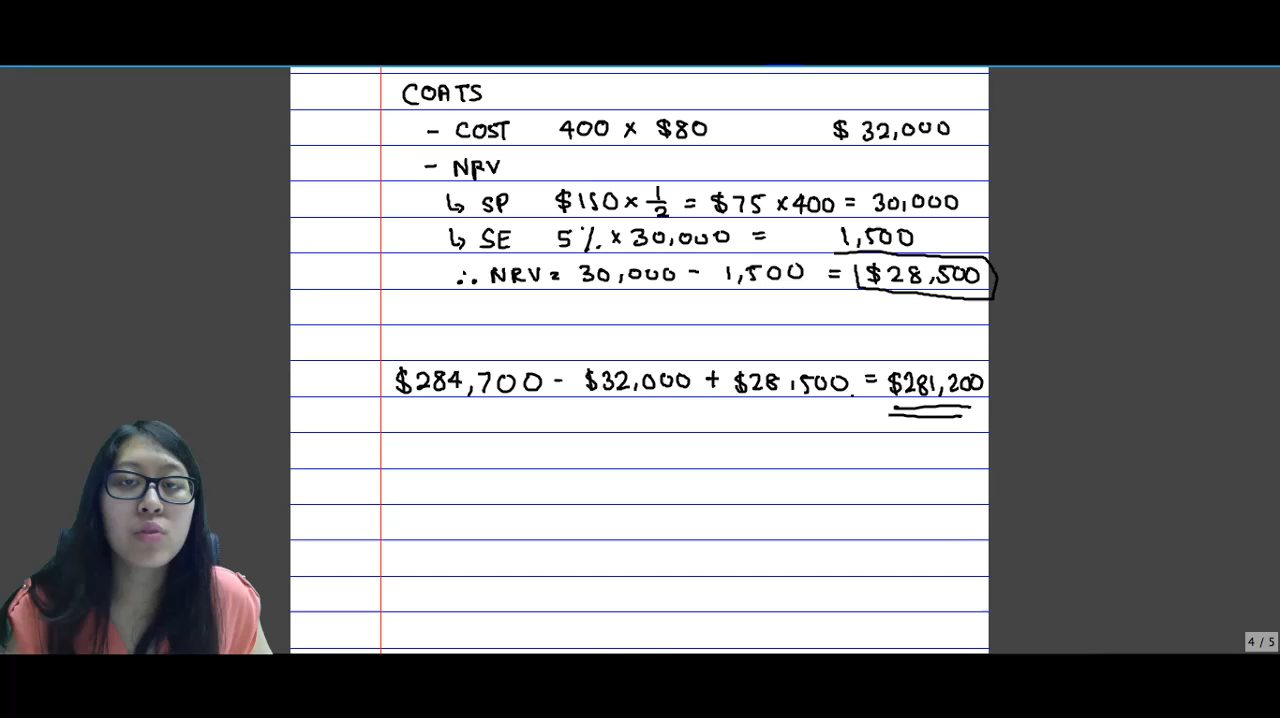 COATS
- COST 400 x $80 $ 32,000
- NRV
↳ SP $150 x 1/2 = $75 x 400 = 30,000
↳ SE 5% x 30,000 = 1,500
∴ NRV = 30,000 - 1,500 = $28,500
$284,700 - $32,000 + $28,500 = $281,200
4 / 5